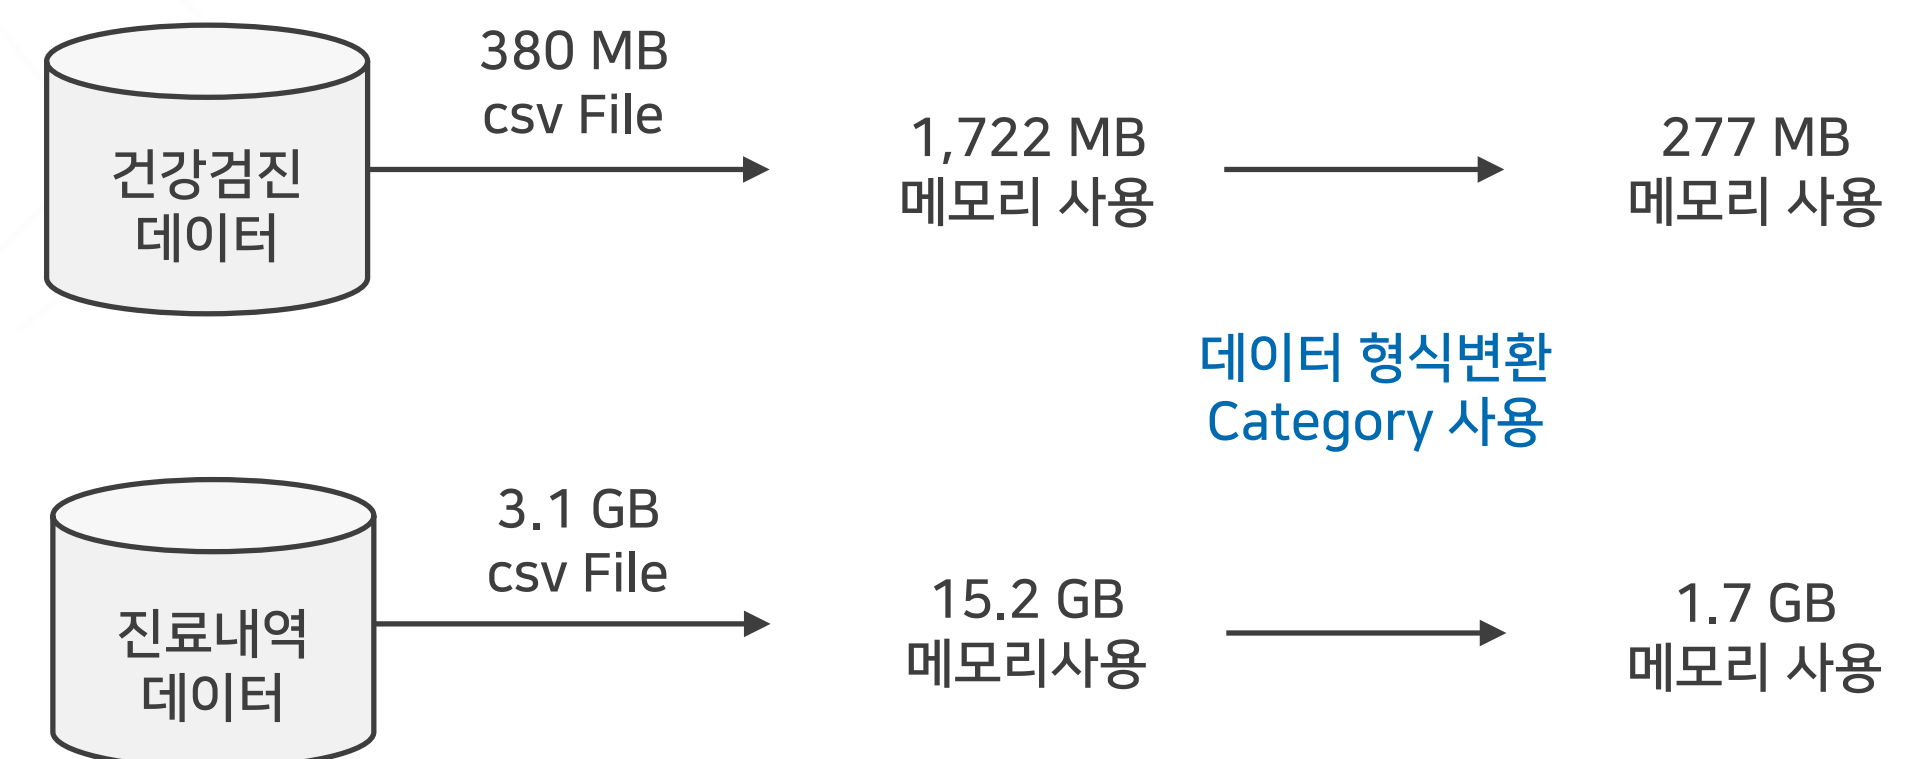 건강검진
데이터
380 MB
csv File
1,722 MB
메모리 사용
277 MB
메모리 사용
데이터 형식변환
Category 사용
진료내역
데이터
3.1 GB
csv File
15.2 GB
메모리사용
1.7 GB
메모리 사용